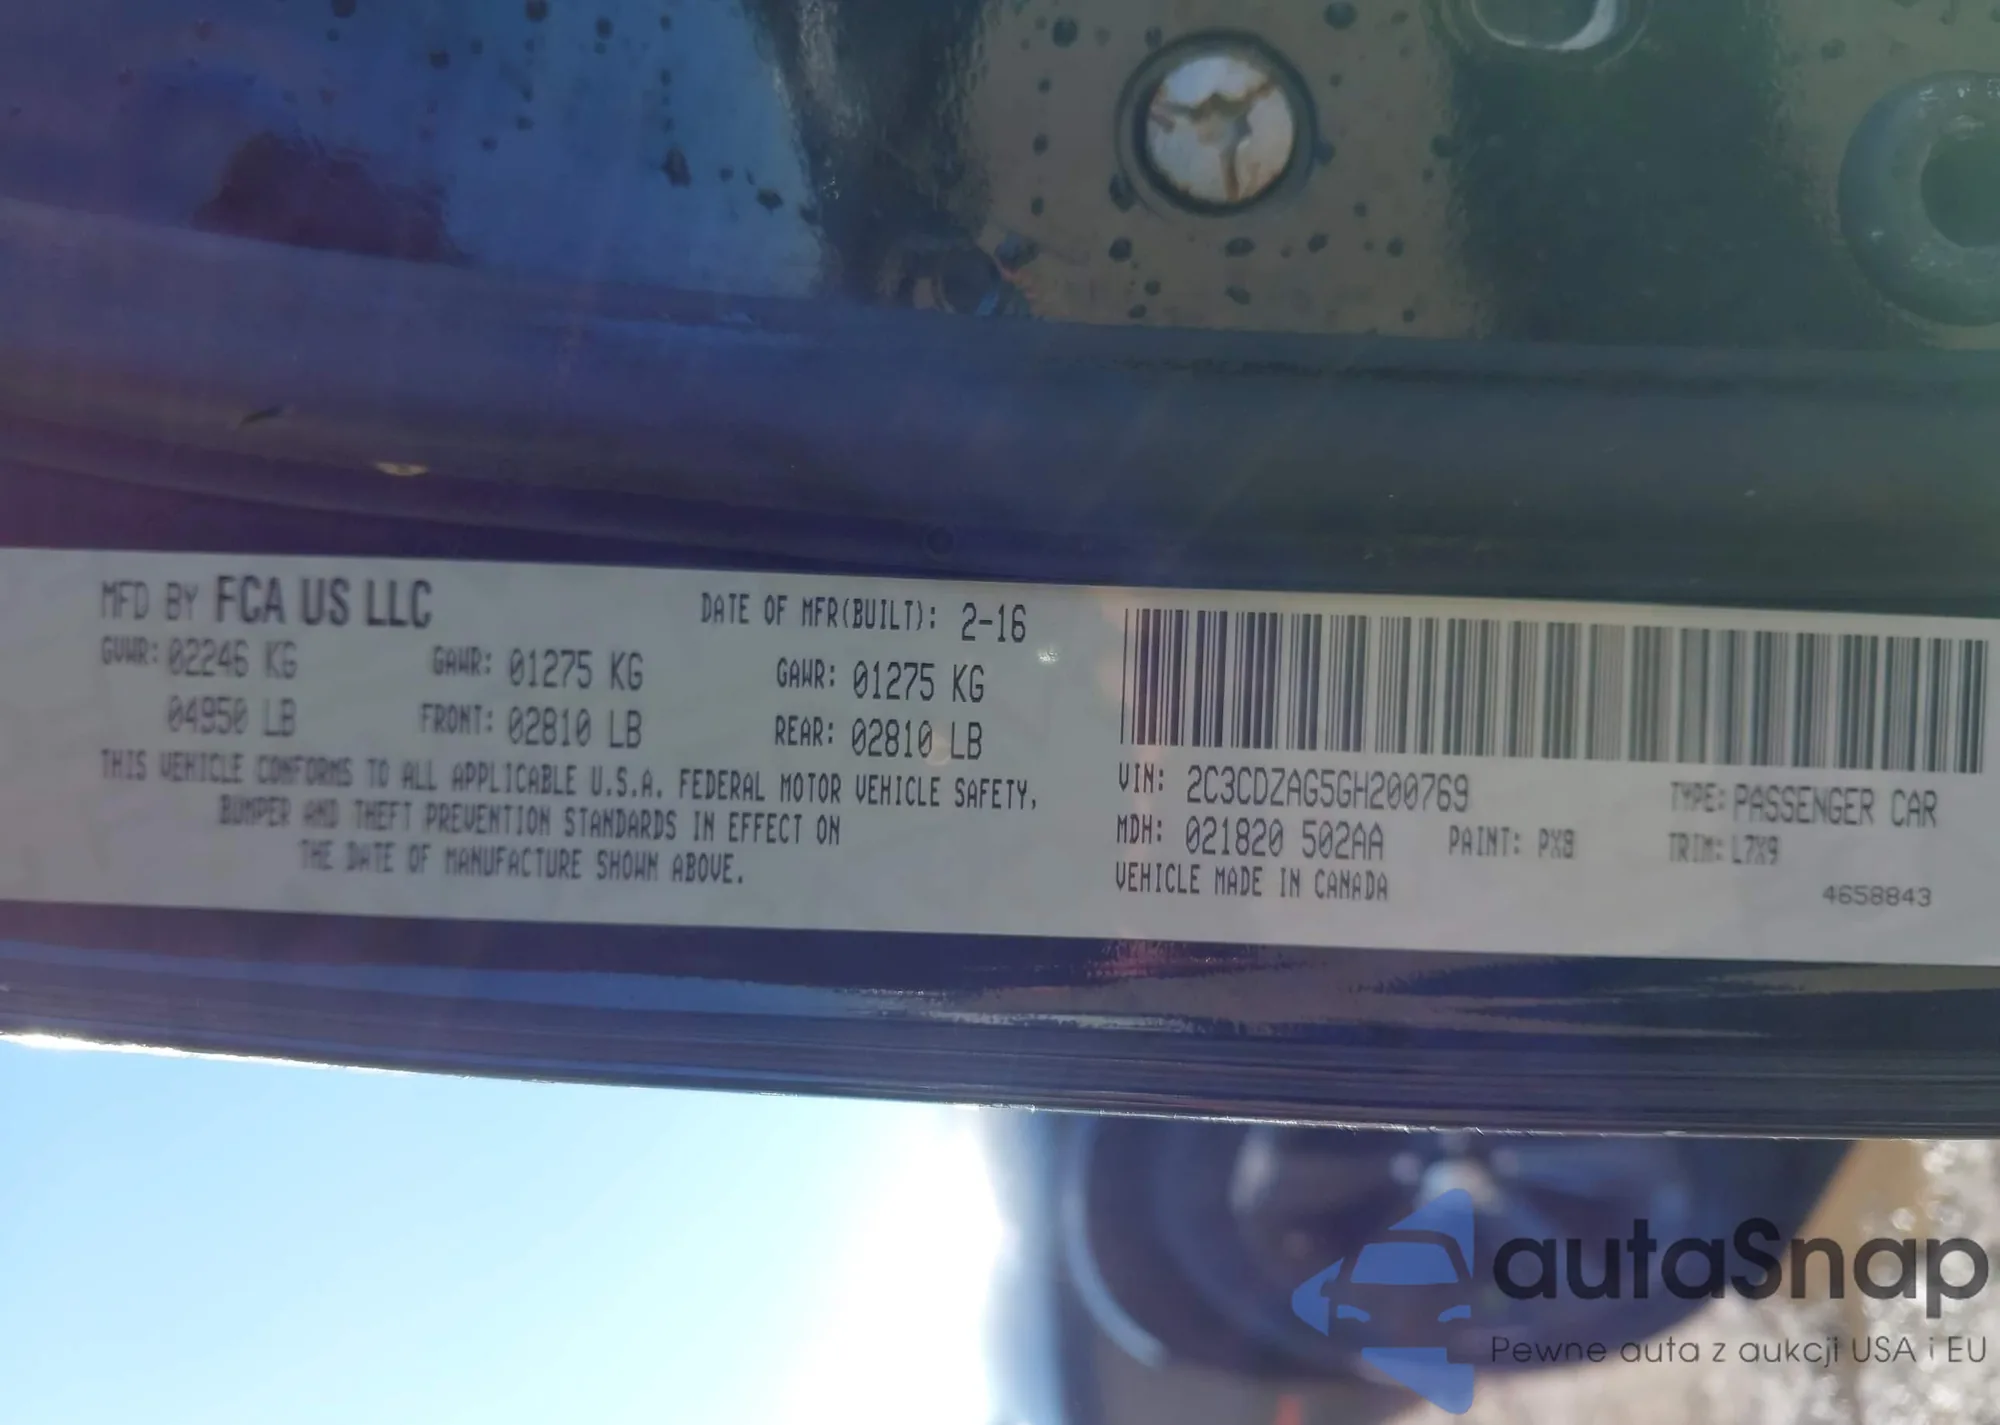 MFD BY FCA US LLC DATE OF MFR(BUILT): 2-16
GVWR: 02246 KG GAWR: 01275 KG GAWR: 01275 KG
04950 LB FRONT: 02810 LB REAR: 02810 LB
THIS VEHICLE CONFORMS TO ALL APPLICABLE U.S.A. FEDERAL MOTOR VEHICLE SAFETY,
BUMPER AND THEFT PREVENTION STANDARDS IN EFFECT ON
THE DATE OF MANUFACTURE SHOWN ABOVE.
VIN: 2C3CDZAG5GH200769 TYPE: PASSENGER CAR
MDH: 021820 502AA PAINT: PX8 TRIM: L7X9
VEHICLE MADE IN CANADA
4658843
autaSnap
Pewne auta z aukcji USA i EU